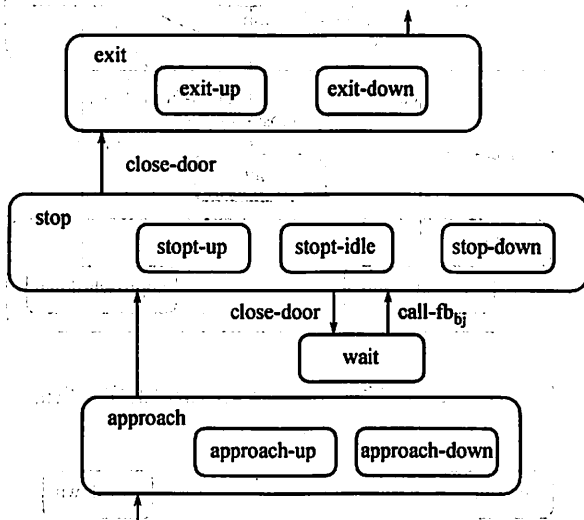 exit
exit-up exit-down
close-door
stop
stopt-up stopt-idle stop-down
close-door call-fb_bj
wait
approach
approach-up approach-down